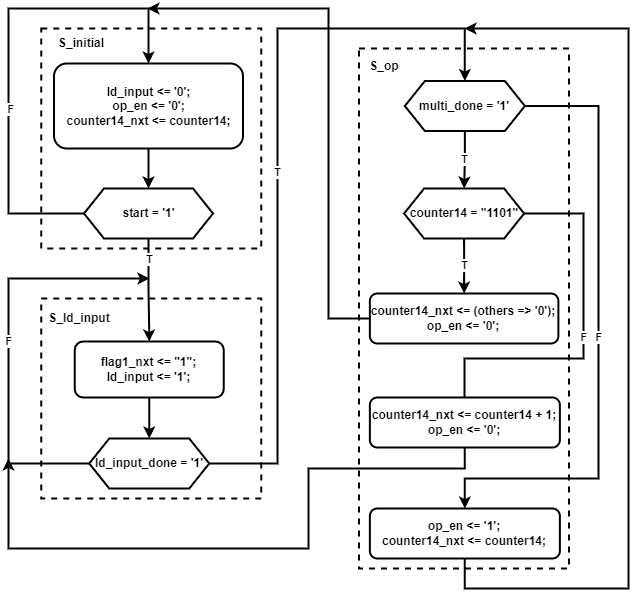 S_initial
ld_input <= '0';
op_en <= '0';
counter14_nxt <= counter14;
F
start = '1'
T
S_ld_input
flag1_nxt <= "1";
ld_input <= '1';
F
ld_input_done = '1'
T
S_op
multi_done = '1'
T
counter14 = "1101"
T
counter14_nxt <= (others => '0');
op_en <= '0';
F
F
counter14_nxt <= counter14 + 1;
op_en <= '0';
op_en <= '1';
counter14_nxt <= counter14;